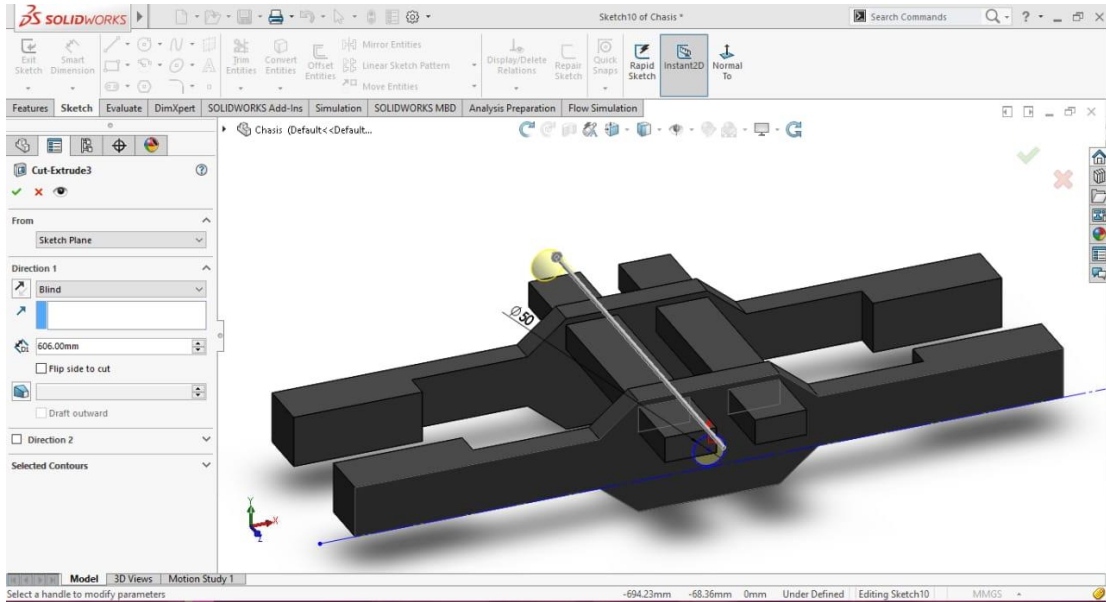 SOLIDWORKS
Sketch10 of Chasis *
Search Commands
?
Exit Sketch
Smart Dimension
Trim Entities
Convert Entities
Offset Entities
Mirror Entities
Linear Sketch Pattern
Move Entities
Display/Delete Relations
Repair Sketch
Quick Snaps
Rapid Sketch
Instant2D
Normal To
Features Sketch Evaluate DimXpert SOLIDWORKS Add-Ins Simulation SOLIDWORKS MBD Analysis Preparation Flow Simulation
Chasis (Default<<Default...
Cut-Extrude3
From
Sketch Plane
Direction 1
Blind
606.00mm
Flip side to cut
Draft outward
Direction 2
Selected Contours
Ø50
Y
X
Z
Model 3D Views Motion Study 1
Select a handle to modify parameters
-694.23mm -68.36mm 0mm Under Defined Editing Sketch10 MMGS